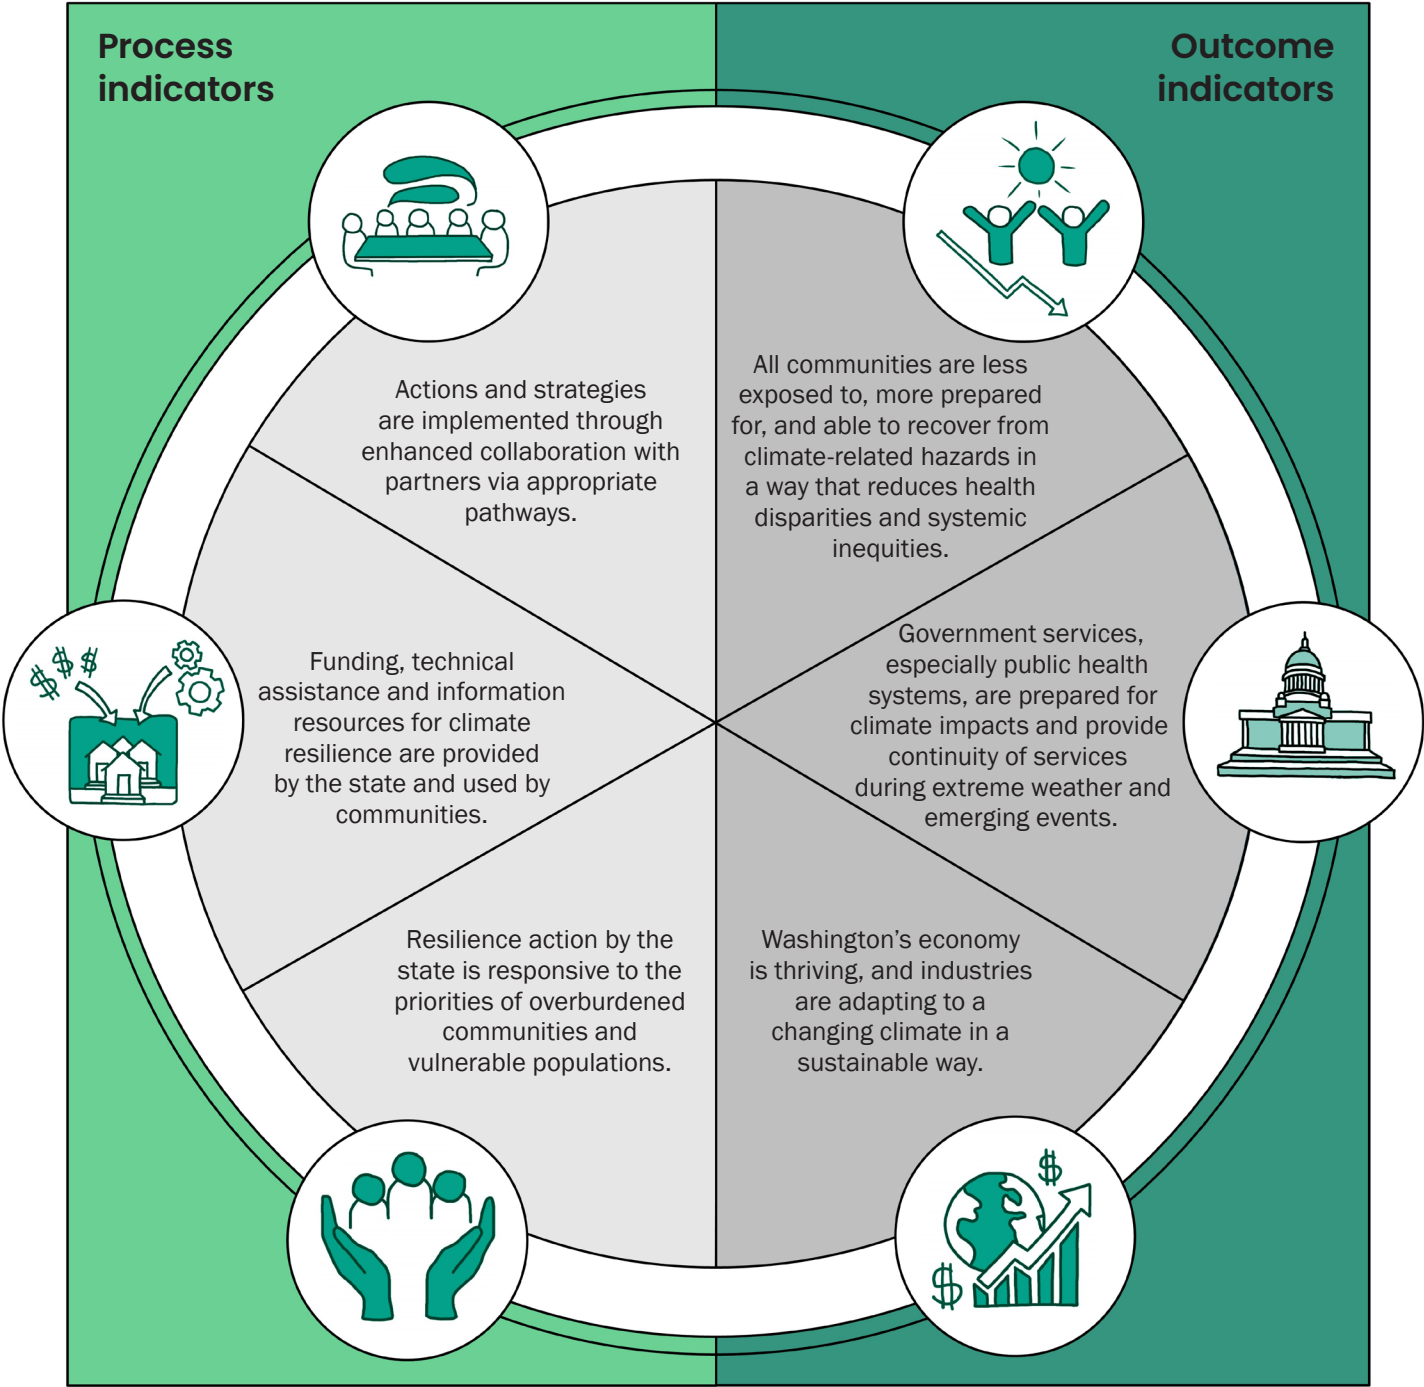 Process
indicators
Outcome
indicators
Actions and strategies
are implemented through
enhanced collaboration with
partners via appropriate
pathways.
All communities are less
exposed to, more prepared
for, and able to recover from
climate-related hazards in
a way that reduces health
disparities and systemic
inequities.
Funding, technical
assistance and information
resources for climate
resilience are provided
by the state and used by
communities.
Government services,
especially public health
systems, are prepared for
climate impacts and provide
continuity of services
during extreme weather and
emerging events.
Resilience action by the
state is responsive to the
priorities of overburdened
communities and
vulnerable populations.
Washington’s economy
is thriving, and industries
are adapting to a
changing climate in a
sustainable way.